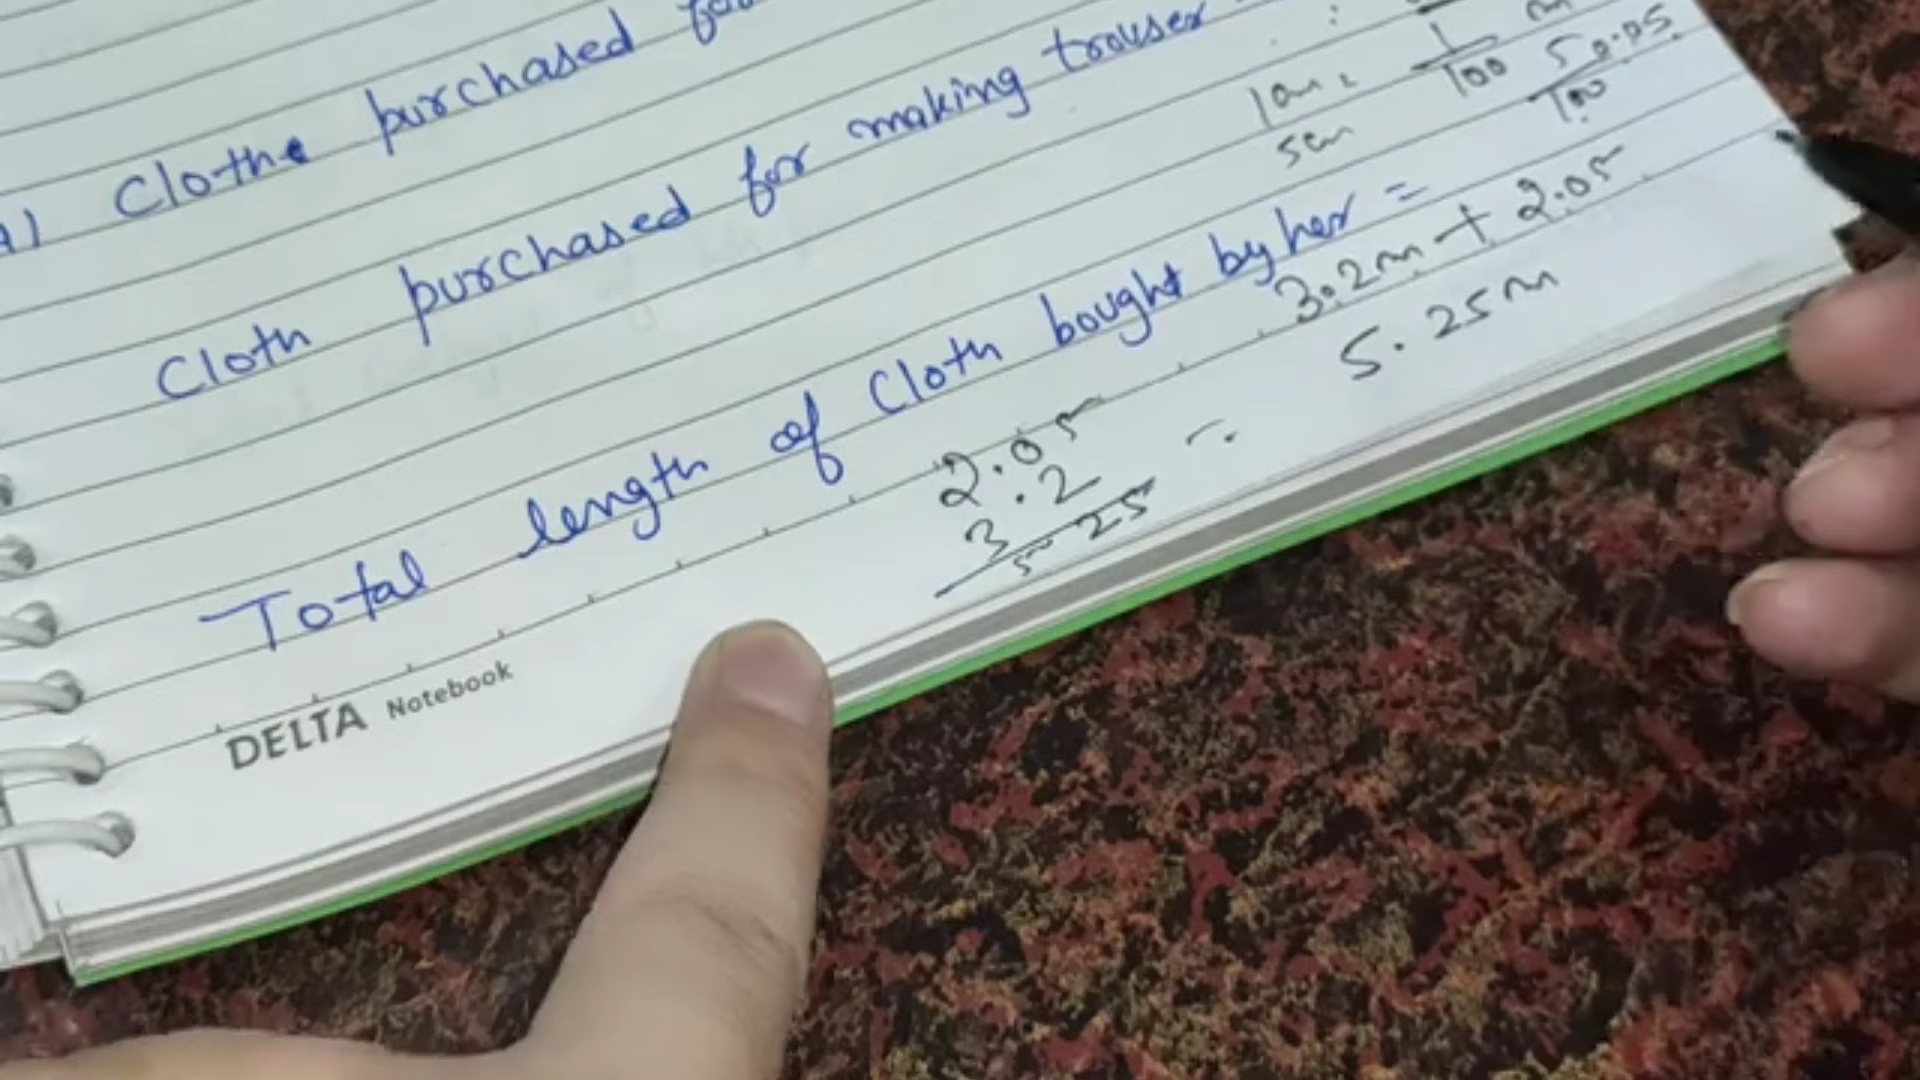 A) Clothe purchased for
Cloth purchased for making trouser
1cm = 1/100 m
5cm 5/100 0.05
Total length of Cloth bought by her =
3.2m + 2.05
5.25m
2.05
3.2
5.25
DELTA Notebook